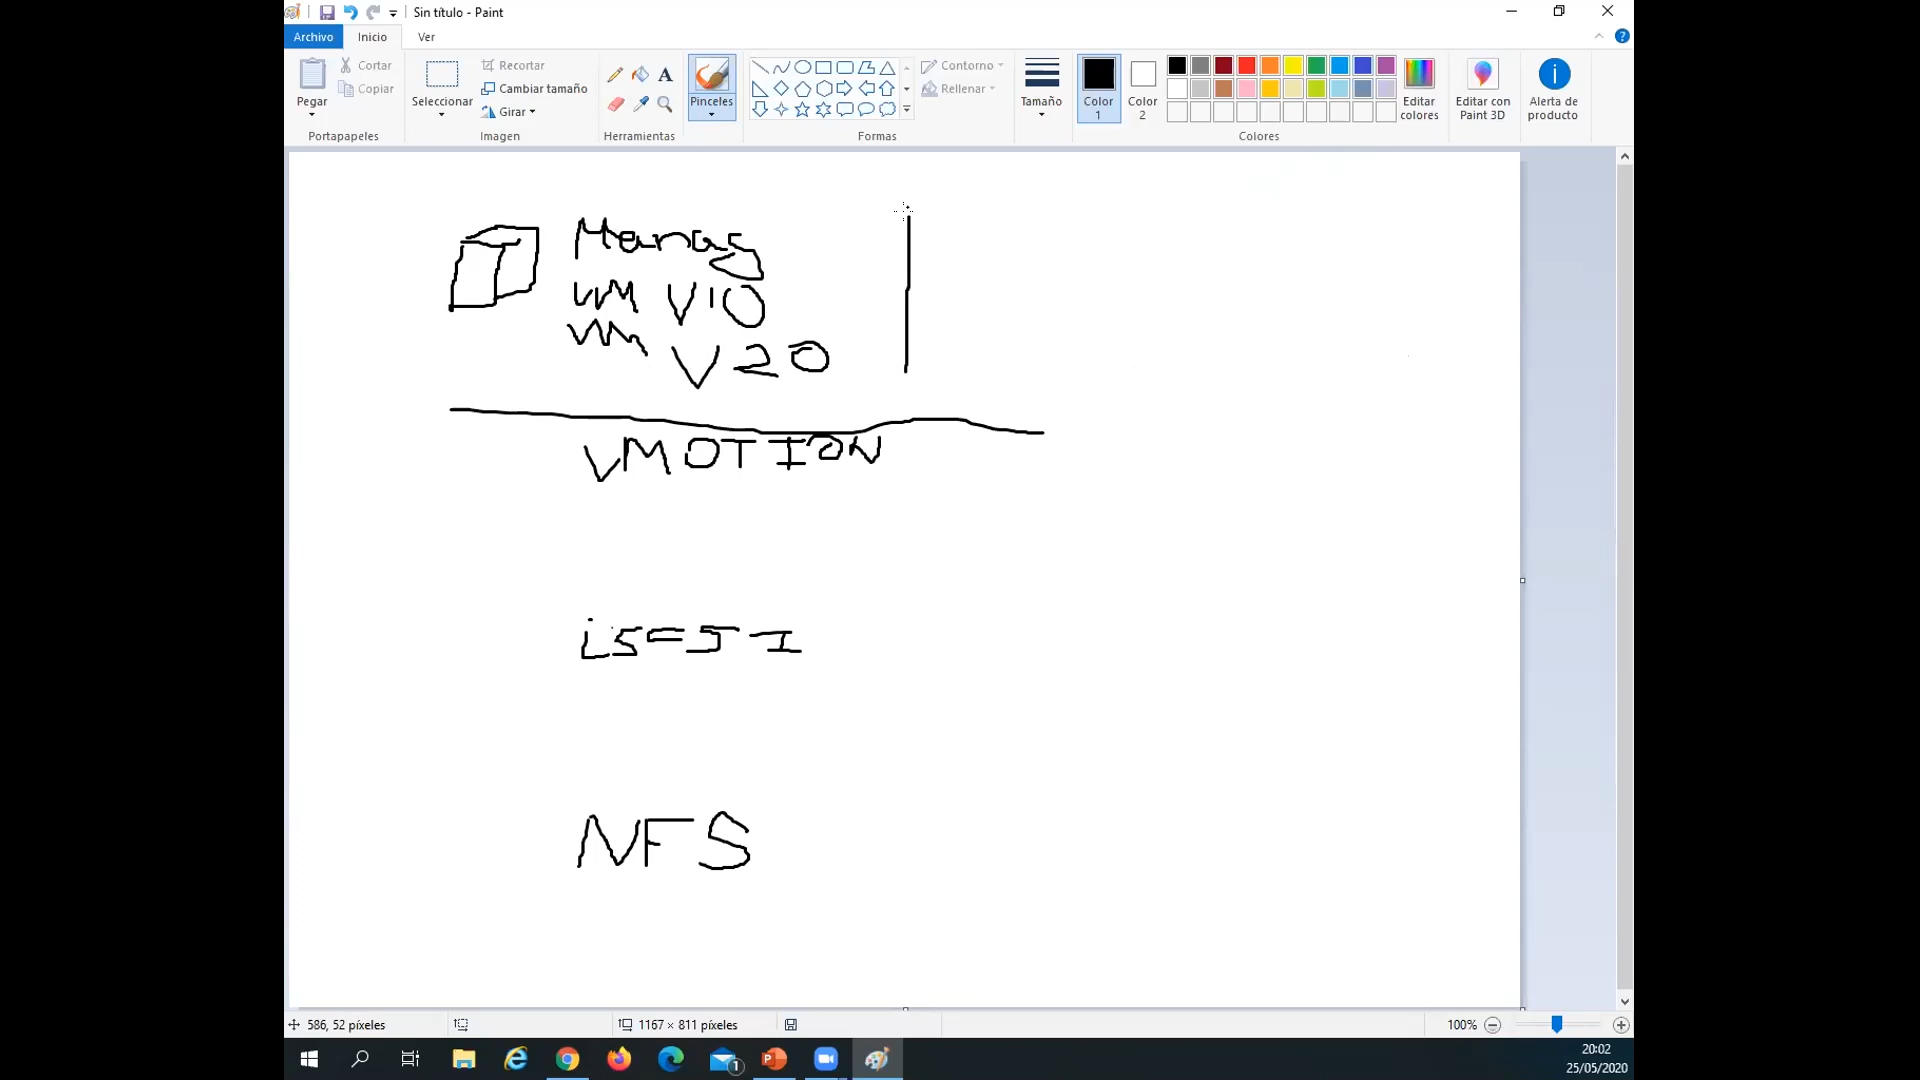 Sin título - Paint
Archivo Inicio Ver
Pegar
Cortar
Copiar
Portapapeles
Seleccionar
Recortar
Cambiar tamaño
Girar
Imagen
A
Herramientas
Pinceles
Contorno
Rellenar
Formas
Tamaño
Color 1
Color 2
Editar colores
Colores
Editar con Paint 3D
Alerta de producto
Manag
VM V10
VM V20
VMOTION
NFS
586, 52 píxeles
1167 × 811 píxeles
100%
1
20:02
25/05/2020